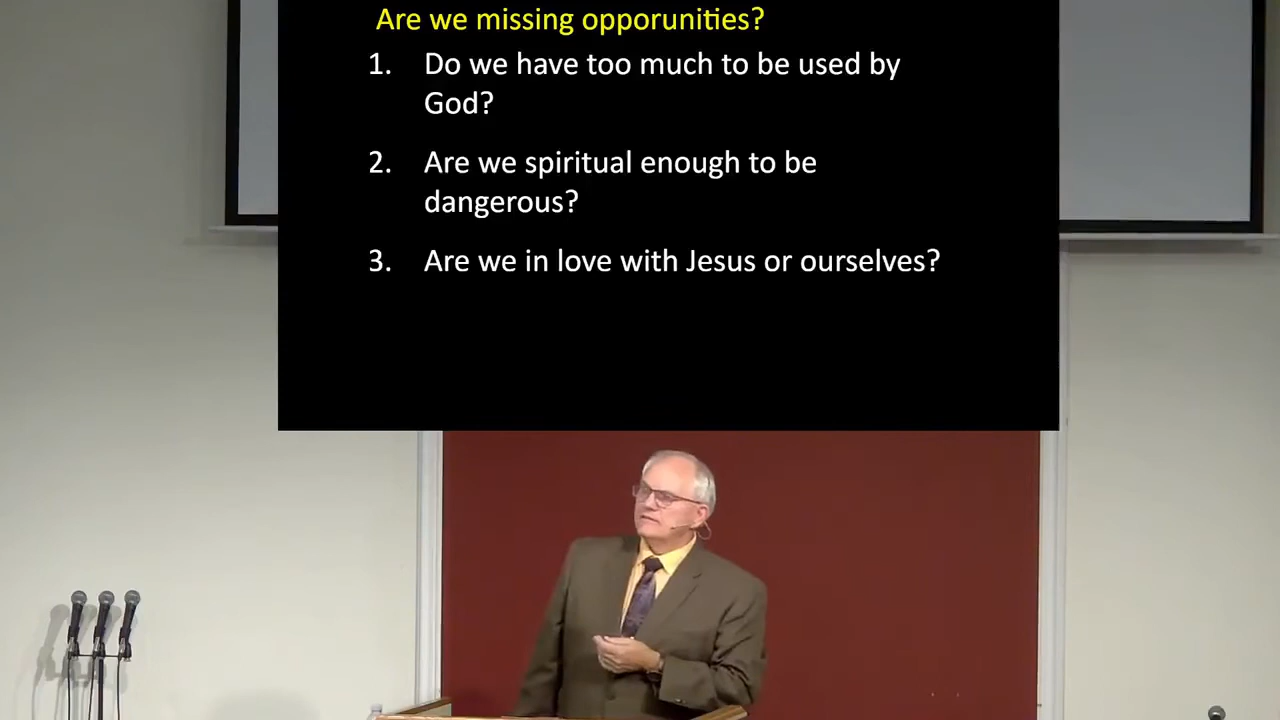 Are we missing opporunities?
1. Do we have too much to be used by
God?
2. Are we spiritual enough to be
dangerous?
3. Are we in love with Jesus or ourselves?